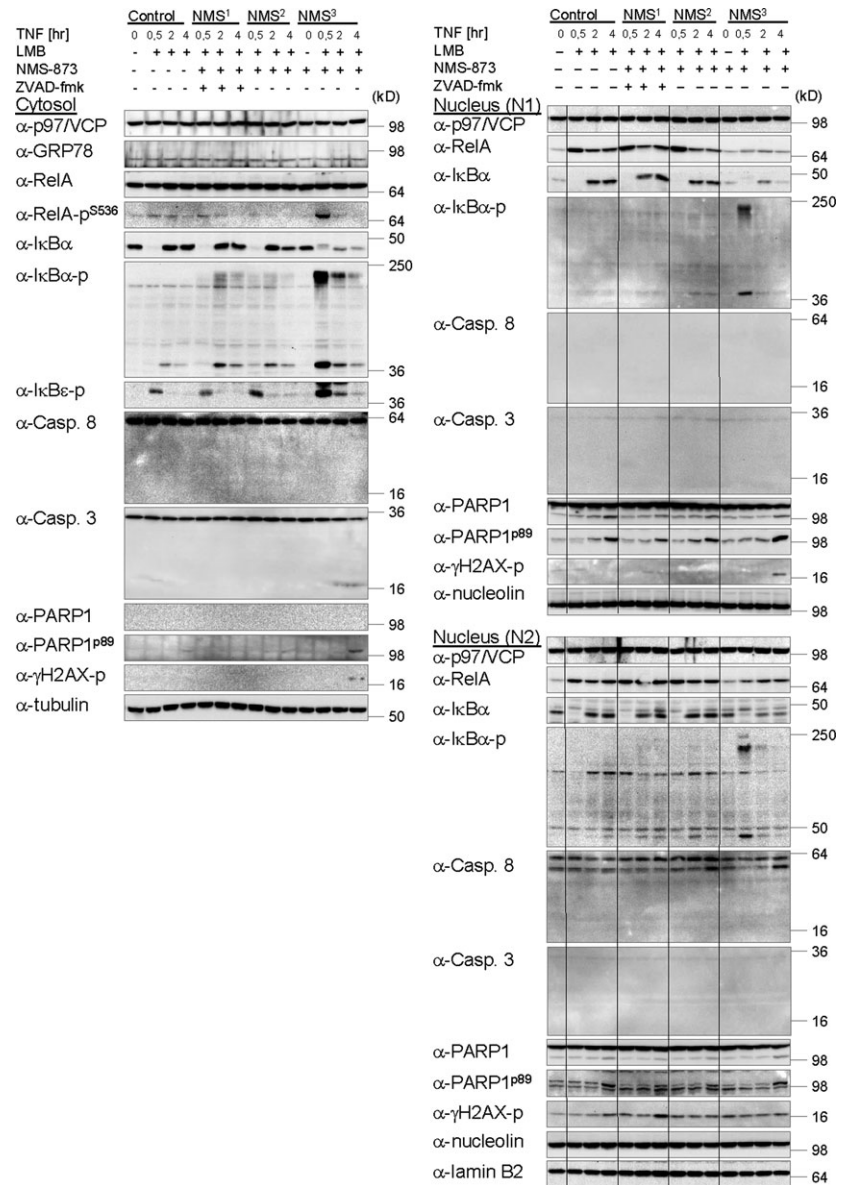 Control NMS¹ NMS² NMS³
TNF [hr] 0 0,5 2 4 0,5 2 4 0,5 2 4 0 0,5 2 4
LMB - + + + + + + + + + - + + +
NMS-873 - - - - + + + + + + + + + +
ZVAD-fmk - - - - + + + - - - - - - -
Cytosol (kD)
α-p97/VCP 98
α-GRP78 98
α-RelA 64
α-RelA-pS536 64
α-IκBα 50
α-IκBα-p 250
36
α-IκBε-p 36
α-Casp. 8 64
16
α-Casp. 3 36
16
α-PARP1 98
α-PARP1p89 98
α-γH2AX-p 16
α-tubulin 50
Control NMS¹ NMS² NMS³
TNF [hr] 0 0,5 2 4 0,5 2 4 0,5 2 4 0 0,5 2 4
LMB - + + + + + + + + + - + + +
NMS-873 - - - - + + + + + + + + + +
ZVAD-fmk - - - - + + + - - - - - - -
Nucleus (N1) (kD)
α-p97/VCP 98
α-RelA 64
α-IκBα 50
α-IκBα-p 250
36
α-Casp. 8 64
16
α-Casp. 3 36
16
α-PARP1 98
α-PARP1p89 98
α-γH2AX-p 16
α-nucleolin 98
Nucleus (N2)
α-p97/VCP 98
α-RelA 64
α-IκBα 50
α-IκBα-p 250
50
α-Casp. 8 64
16
α-Casp. 3 36
16
α-PARP1 98
α-PARP1p89 98
α-γH2AX-p 16
α-nucleolin 98
α-lamin B2 64